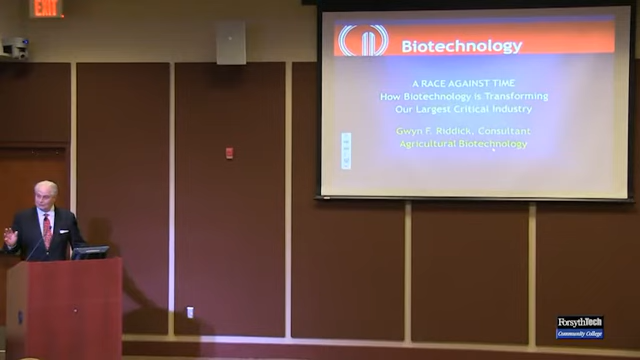 EXIT
Biotechnology
A RACE AGAINST TIME
How Biotechnology is Transforming
Our Largest Critical Industry
Gwyn F. Riddick, Consultant
Agricultural Biotechnology
ForsythTech
Community College